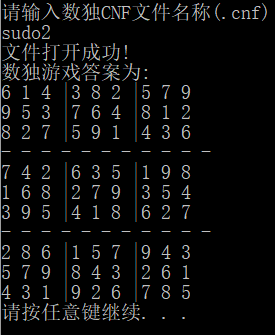 请输入数独CNF文件名称(.cnf)
sudo2
文件打开成功!
数独游戏答案为:
6 1 4 |3 8 2 |5 7 9
9 5 3 |7 6 4 |8 1 2
8 2 7 |5 9 1 |4 3 6
- - - - - - - - - - - -
7 4 2 |6 3 5 |1 9 8
1 6 8 |2 7 9 |3 5 4
3 9 5 |4 1 8 |6 2 7
- - - - - - - - - - - -
2 8 6 |1 5 7 |9 4 3
5 7 9 |8 4 3 |2 6 1
4 3 1 |9 2 6 |7 8 5
请按任意键继续. . .